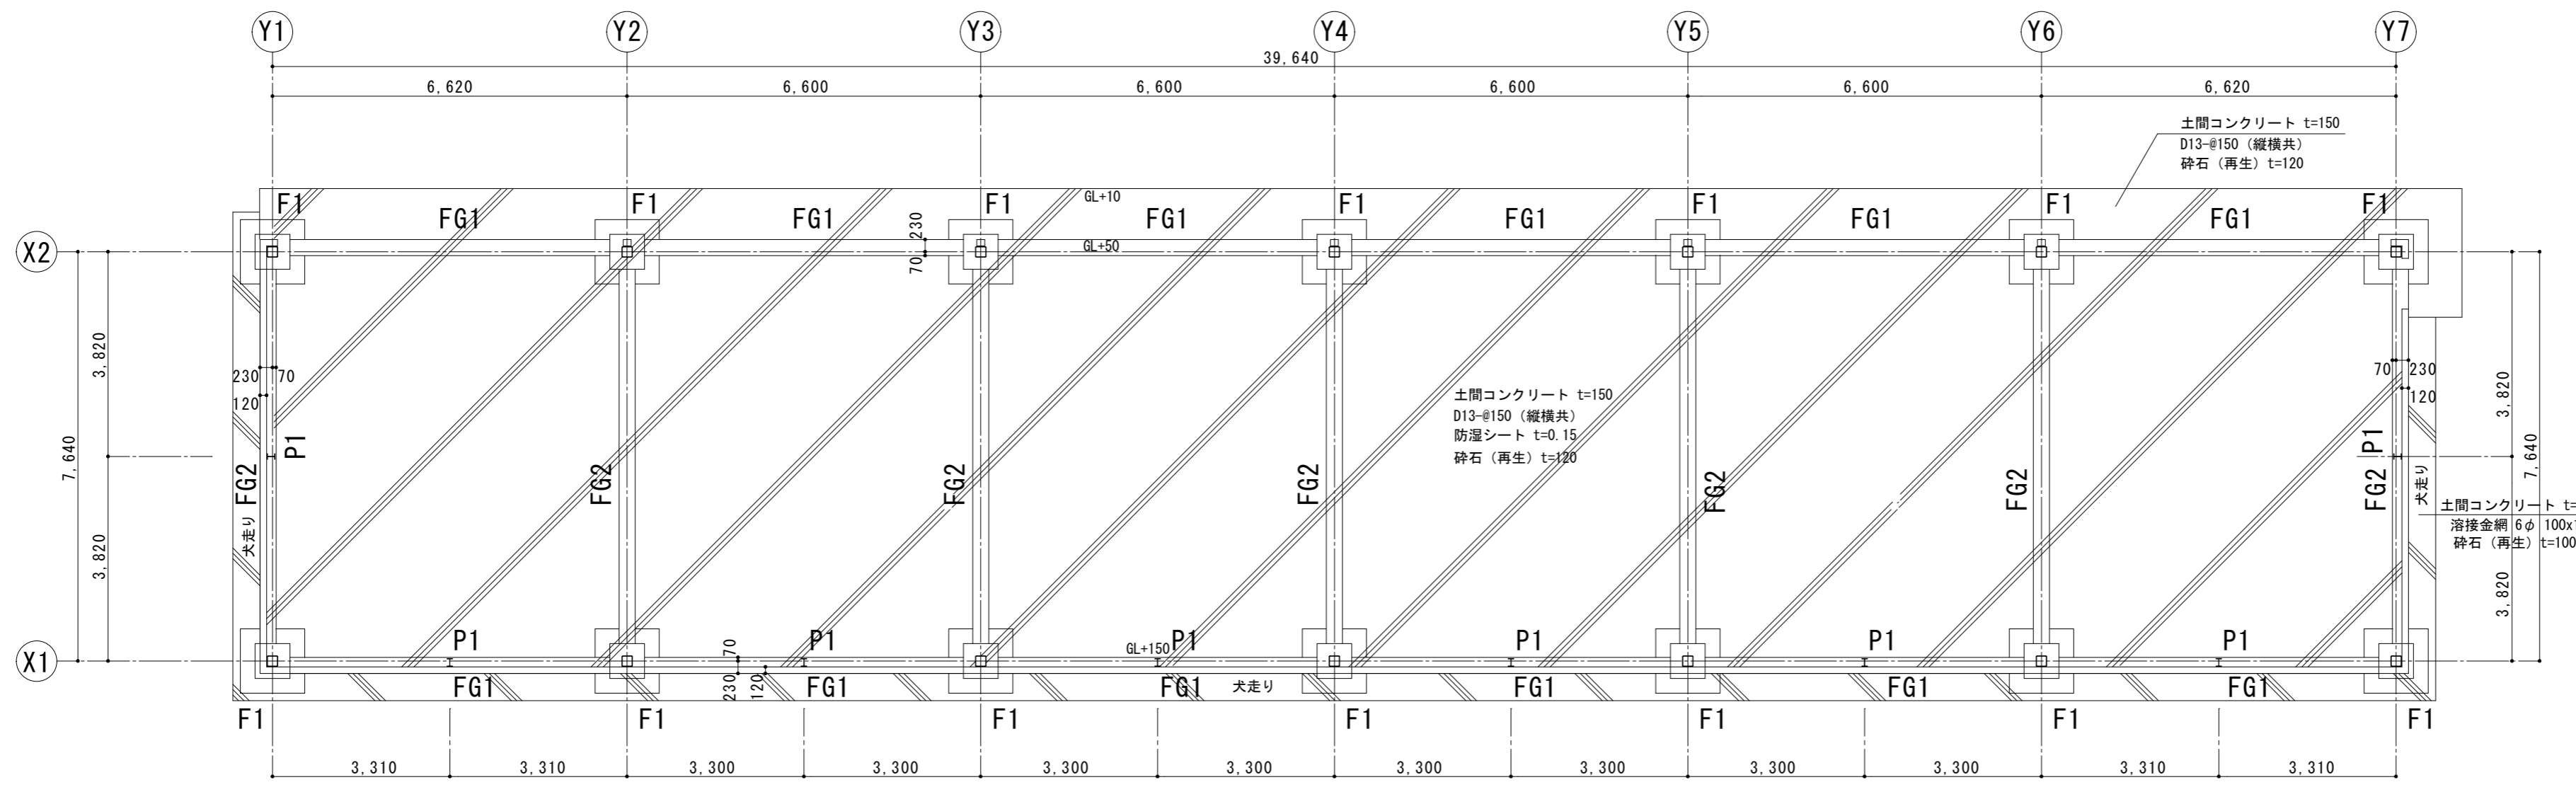 Y1 Y2 Y3 Y4 Y5 Y6 Y7
39,640
6,620 6,600 6,600 6,600 6,600 6,620
土間コンクリート t=150
D13-@150（縦横共）
砕石（再生）t=120
F1 F1 F1 F1 F1 F1 F1
GL+10
FG1 FG1 FG1 FG1 FG1 FG1
230
X2
GL+50
70
3,820
230 70
70 230
120
120
3,820
土間コンクリート t=150
D13-@150（縦横共）
防湿シート t=0.15
砕石（再生）t=120
7,640
P1
P1
7,640
FG2 FG2 FG2 FG2 FG2 FG2 FG2
犬走り
犬走り
土間コンクリート t=
溶接金網 6φ 100x
砕石（再生）t=100
3,820
3,820
P1 P1 P1 P1 P1 P1
70
GL+150
X1
230
120
FG1 FG1 FG1 FG1 FG1 FG1
犬走り
F1 F1 F1 F1 F1 F1 F1
3,310 3,310 3,300 3,300 3,300 3,300 3,300 3,300 3,300 3,300 3,310 3,310